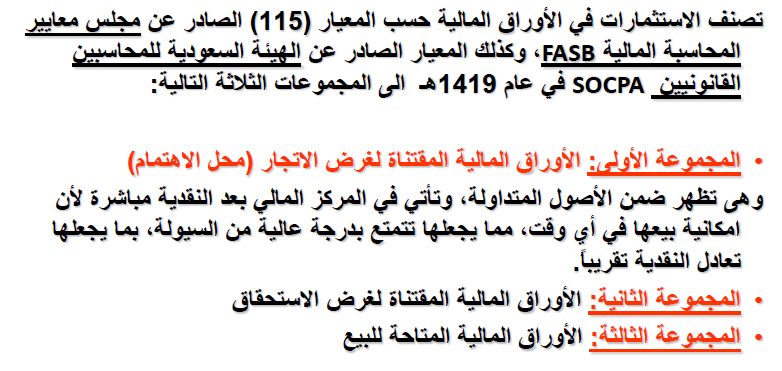 تصنف الاستثمارات في الأوراق المالية حسب المعيار (115) الصادر عن مجلس معايير
المحاسبة المالية FASB، وكذلك المعيار الصادر عن الهيئة السعودية للمحاسبين
القانونيين SOCPA في عام 1419هـ الى المجموعات الثلاثة التالية:
• المجموعة الأولى: الأوراق المالية المقتناة لغرض الاتجار (محل الاهتمام)
وهى تظهر ضمن الأصول المتداولة، وتأتي في المركز المالي بعد النقدية مباشرة لأن
امكانية بيعها في أي وقت، مما يجعلها تتمتع بدرجة عالية من السيولة، بما يجعلها
تعادل النقدية تقريباً.
• المجموعة الثانية: الأوراق المالية المقتناة لغرض الاستحقاق
• المجموعة الثالثة: الأوراق المالية المتاحة للبيع